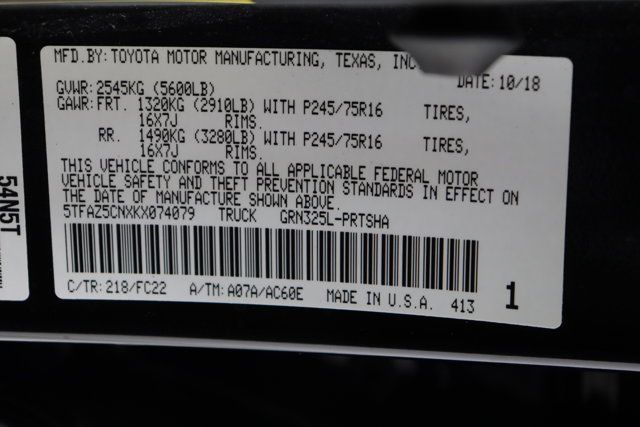 MFD.BY: TOYOTA MOTOR MANUFACTURING, TEXAS, INC.
DATE: 10/18
GVWR: 2545KG (5600LB)
GAWR: FRT. 1320KG (2910LB) WITH P245/75R16 TIRES,
16X7J RIMS.
RR. 1490KG (3280LB) WITH P245/75R16 TIRES,
16X7J RIMS.
THIS VEHICLE CONFORMS TO ALL APPLICABLE FEDERAL MOTOR
VEHICLE SAFETY AND THEFT PREVENTION STANDARDS IN EFFECT ON
THE DATE OF MANUFACTURE SHOWN ABOVE.
5TFAZ5CNXKX074079 TRUCK GRN325L-PRTSHA
C/TR: 218/FC22 A/TM: A07A/AC60E MADE IN U.S.A. 413 1
54N5T